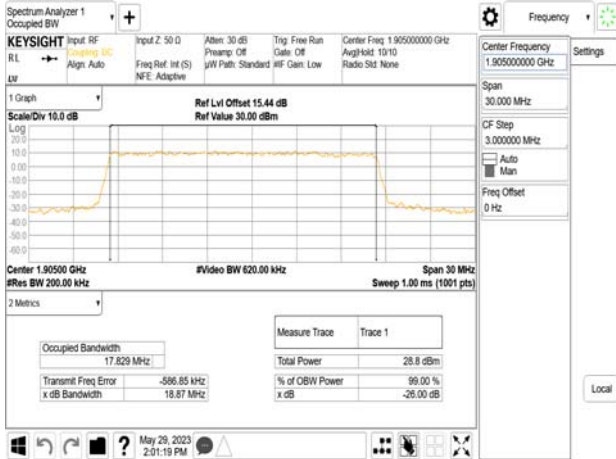 Spectrum Analyzer 1
Occupied BW
+
Frequency
KEYSIGHT
Input: RF
Coupling: DC
Align: Auto
RL
LXI
Input Z: 50 Ω
Freq Ref: Int (S)
NFE: Adaptive
Atten: 30 dB
Preamp: Off
µW Path: Standard
Trig: Free Run
Gate: Off
#IF Gain: Low
Center Freq: 1.905000000 GHz
Avg|Hold: 10/10
Radio Std: None
Center Frequency
1.905000000 GHz
Settings
Span
30.000 MHz
CF Step
3.000000 MHz
Auto
Man
Freq Offset
0 Hz
Local
1 Graph
Scale/Div 10.0 dB
Ref Lvl Offset 15.44 dB
Ref Value 30.00 dBm
Log
20.0
10.0
0.00
-10.0
-20.0
-30.0
-40.0
-50.0
-60.0
Center 1.90500 GHz
#Res BW 200.00 kHz
#Video BW 620.00 kHz
Span 30 MHz
Sweep 1.00 ms (1001 pts)
2 Metrics
Measure Trace Trace 1
Occupied Bandwidth
17.829 MHz
Total Power 28.8 dBm
Transmit Freq Error -586.85 kHz
% of OBW Power 99.00 %
x dB Bandwidth 18.87 MHz
x dB -26.00 dB
?
May 29, 2023
2:01:19 PM